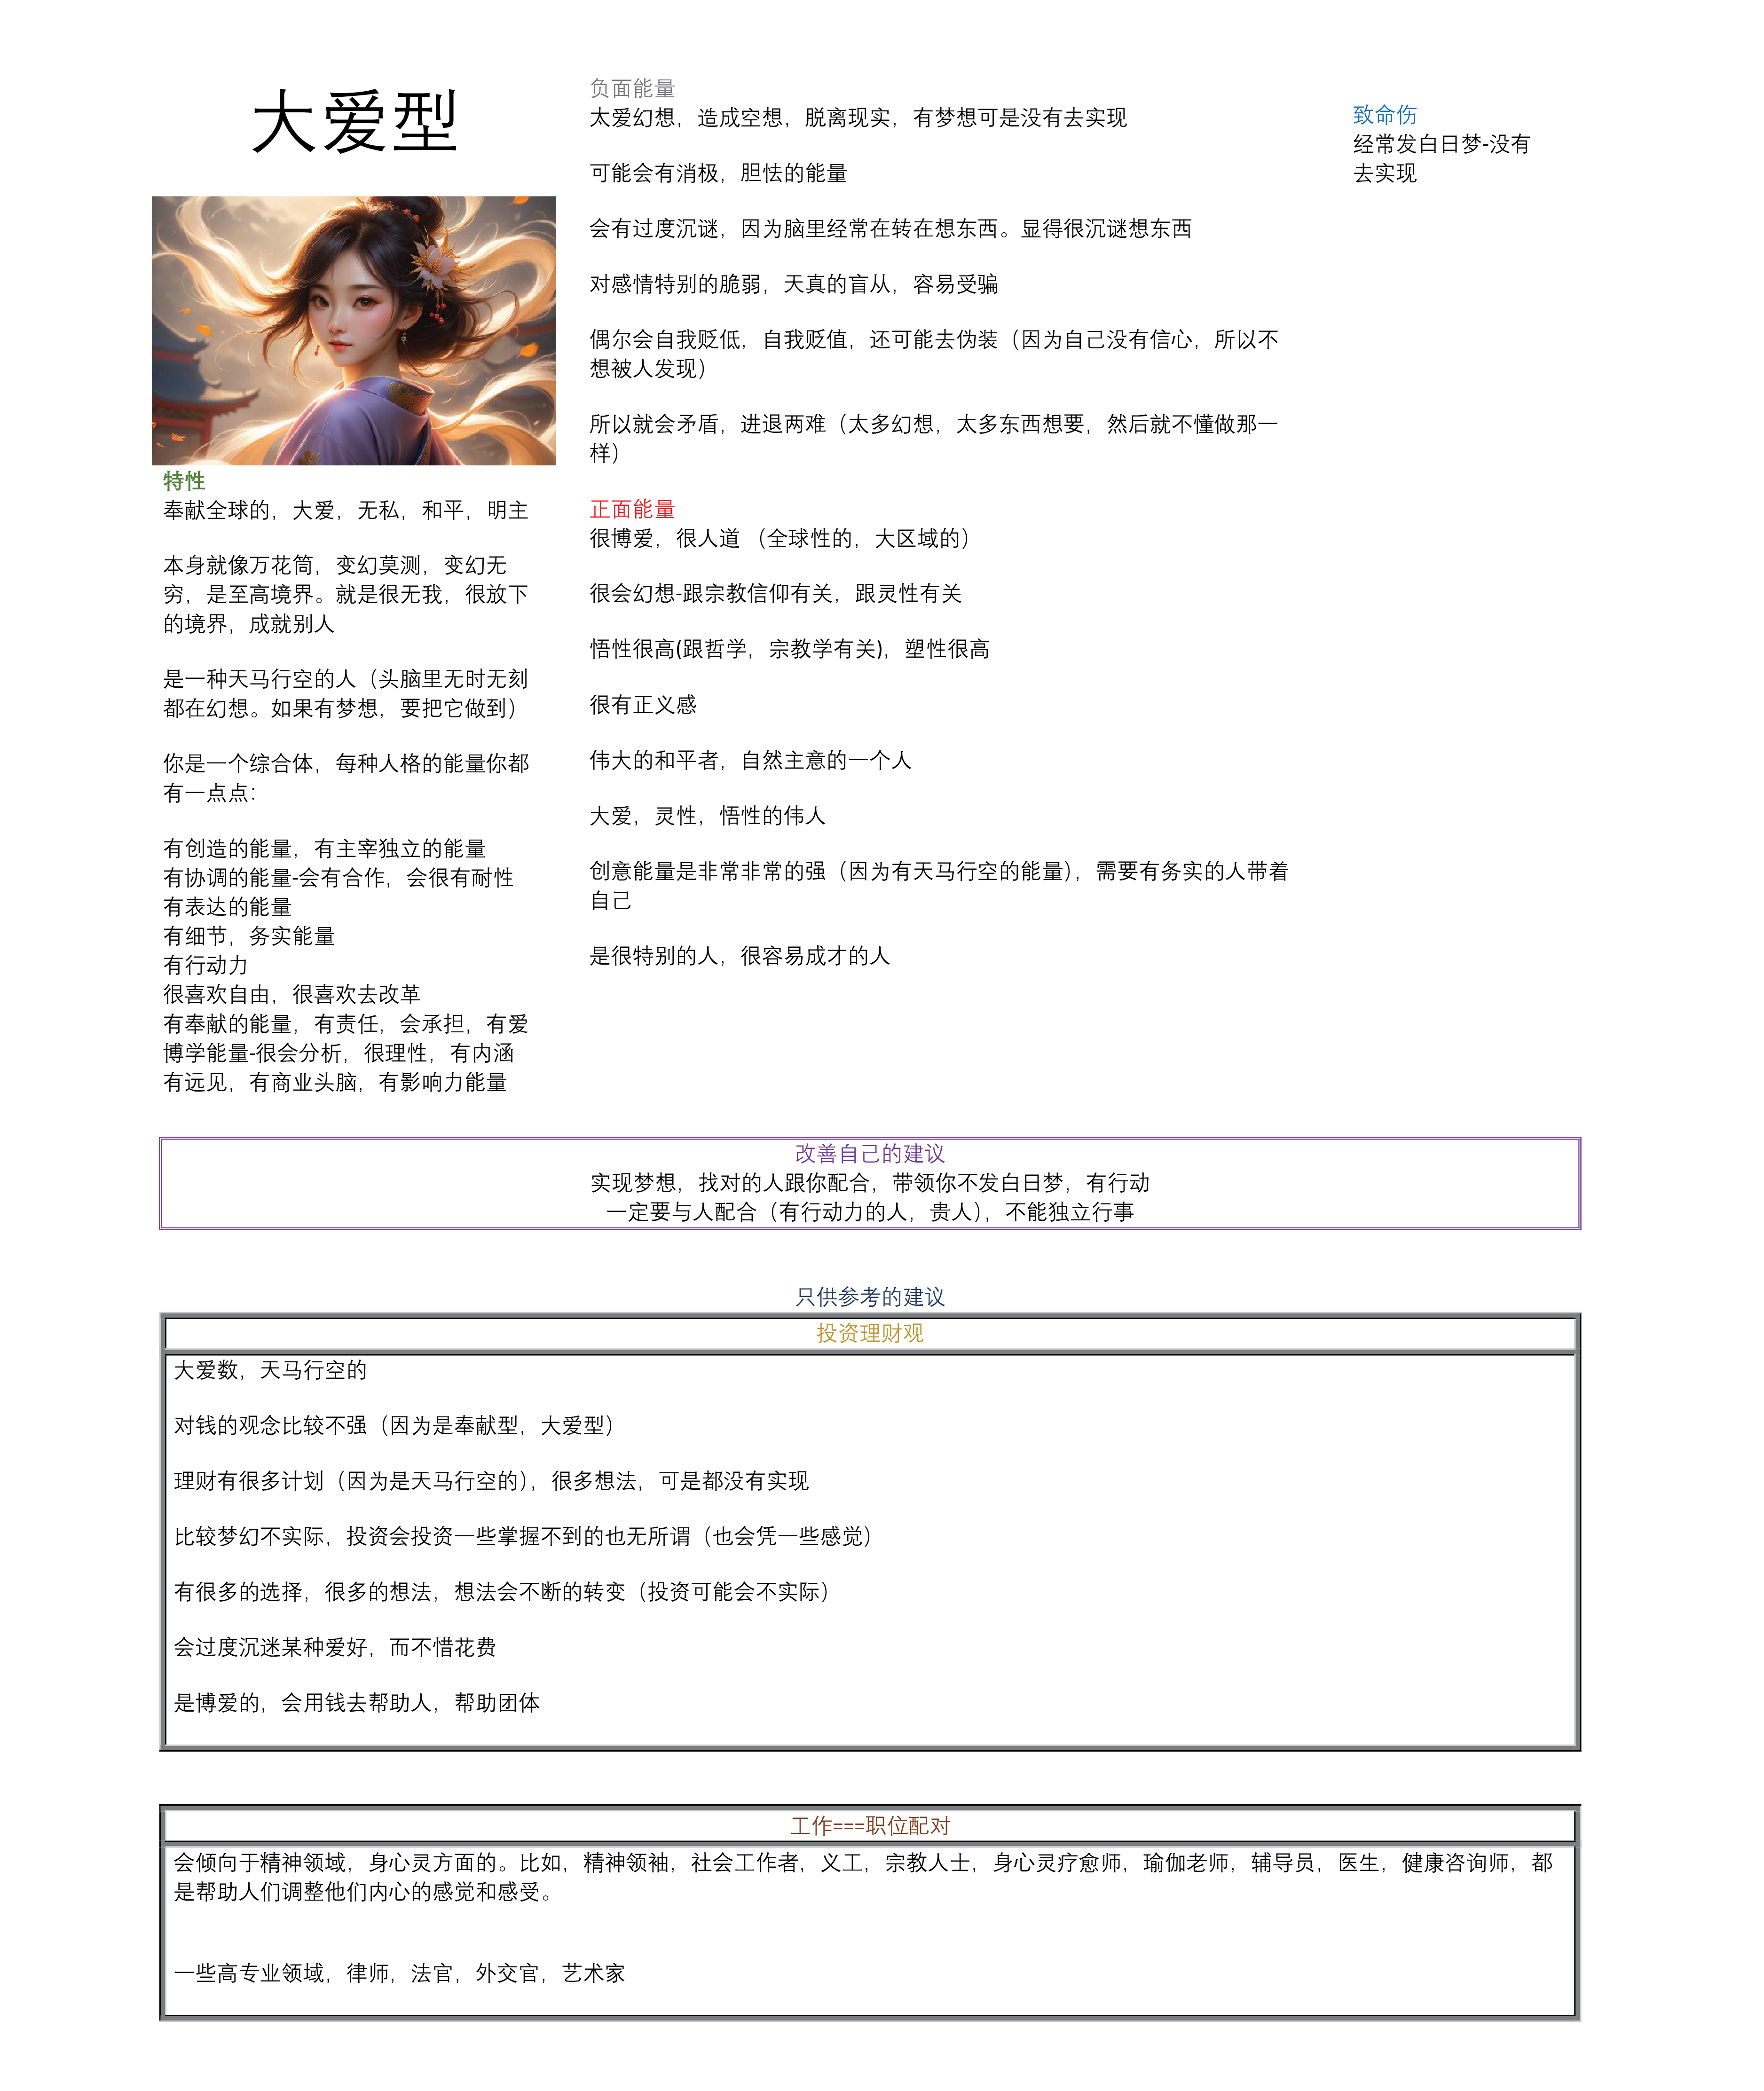 大爱型
特性
奉献全球的，大爱，无私，和平，明主
本身就像万花筒，变幻莫测，变幻无
穷，是至高境界。就是很无我，很放下
的境界，成就别人
是一种天马行空的人（头脑里无时无刻
都在幻想。如果有梦想，要把它做到）
你是一个综合体，每种人格的能量你都
有一点点：
有创造的能量，有主宰独立的能量
有协调的能量-会有合作，会很有耐性
有表达的能量
有细节，务实能量
有行动力
很喜欢自由，很喜欢去改革
有奉献的能量，有责任，会承担，有爱
博学能量-很会分析，很理性，有内涵
有远见，有商业头脑，有影响力能量
负面能量
太爱幻想，造成空想，脱离现实，有梦想可是没有去实现
可能会有消极，胆怯的能量
会有过度沉谜，因为脑里经常在转在想东西。显得很沉谜想东西
对感情特别的脆弱，天真的盲从，容易受骗
偶尔会自我贬低，自我贬值，还可能去伪装（因为自己没有信心，所以不
想被人发现）
所以就会矛盾，进退两难（太多幻想，太多东西想要，然后就不懂做那一
样）
正面能量
很博爱，很人道 （全球性的，大区域的）
很会幻想-跟宗教信仰有关，跟灵性有关
悟性很高(跟哲学，宗教学有关)，塑性很高
很有正义感
伟大的和平者，自然主意的一个人
大爱，灵性，悟性的伟人
创意能量是非常非常的强（因为有天马行空的能量），需要有务实的人带着
自己
是很特别的人，很容易成才的人
致命伤
经常发白日梦-没有
去实现
改善自己的建议
实现梦想，找对的人跟你配合，带领你不发白日梦，有行动
一定要与人配合（有行动力的人，贵人），不能独立行事
只供参考的建议
投资理财观
大爱数，天马行空的
对钱的观念比较不强（因为是奉献型，大爱型）
理财有很多计划（因为是天马行空的），很多想法，可是都没有实现
比较梦幻不实际，投资会投资一些掌握不到的也无所谓（也会凭一些感觉）
有很多的选择，很多的想法，想法会不断的转变（投资可能会不实际）
会过度沉迷某种爱好，而不惜花费
是博爱的，会用钱去帮助人，帮助团体
工作===职位配对
会倾向于精神领域，身心灵方面的。比如，精神领袖，社会工作者，义工，宗教人士，身心灵疗愈师，瑜伽老师，辅导员，医生，健康咨询师，都
是帮助人们调整他们内心的感觉和感受。
一些高专业领域，律师，法官，外交官，艺术家